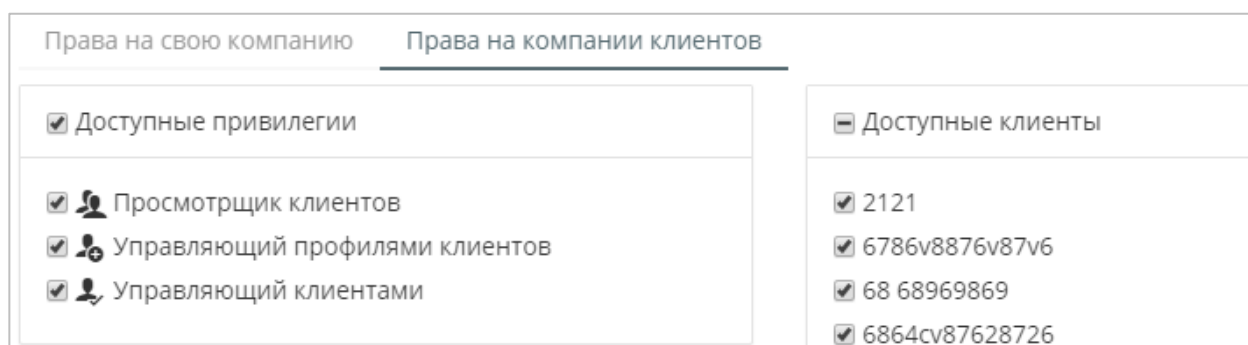 Права на свою компанию
Права на компании клиентов
Доступные привилегии
Просмотрщик клиентов
Управляющий профилями клиентов
Управляющий клиентами
Доступные клиенты
2121
6786v8876v87v6
68 68969869
6864cv87628726